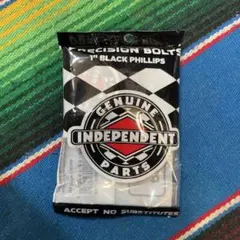 PRECISION BOLTS
1" BLACK PHILLIPS
GENUINE
INDEPENDENT
PARTS
ACCEPT NO SUBSTITUTES